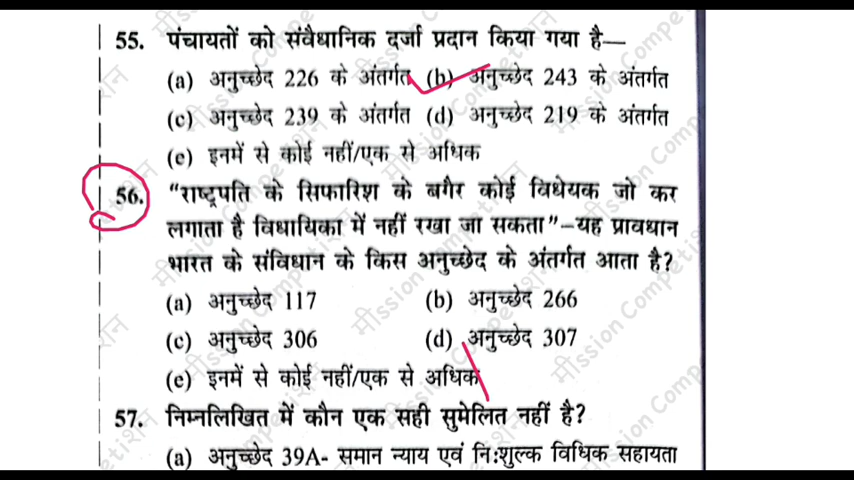 55. पंचायतों को संवैधानिक दर्जा प्रदान किया गया है—
(a) अनुच्छेद 226 के अंतर्गत (b) अनुच्छेद 243 के अंतर्गत
(c) अनुच्छेद 239 के अंतर्गत (d) अनुच्छेद 219 के अंतर्गत
(e) इनमें से कोई नहीं/एक से अधिक
56. “राष्ट्रपति के सिफारिश के बगैर कोई विधेयक जो कर
लगाता है विधायिका में नहीं रखा जा सकता”–यह प्रावधान
भारत के संविधान के किस अनुच्छेद के अंतर्गत आता है?
(a) अनुच्छेद 117 (b) अनुच्छेद 266
(c) अनुच्छेद 306 (d) अनुच्छेद 307
(e) इनमें से कोई नहीं/एक से अधिक
57. निम्नलिखित में कौन एक सही सुमेलित नहीं है?
(a) अनुच्छेद 39A- समान न्याय एवं नि:शुल्क विधिक सहायता